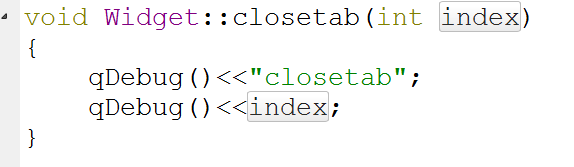 void Widget::closetab(int index)
{
    qDebug()<<"closetab";
    qDebug()<<index;
}